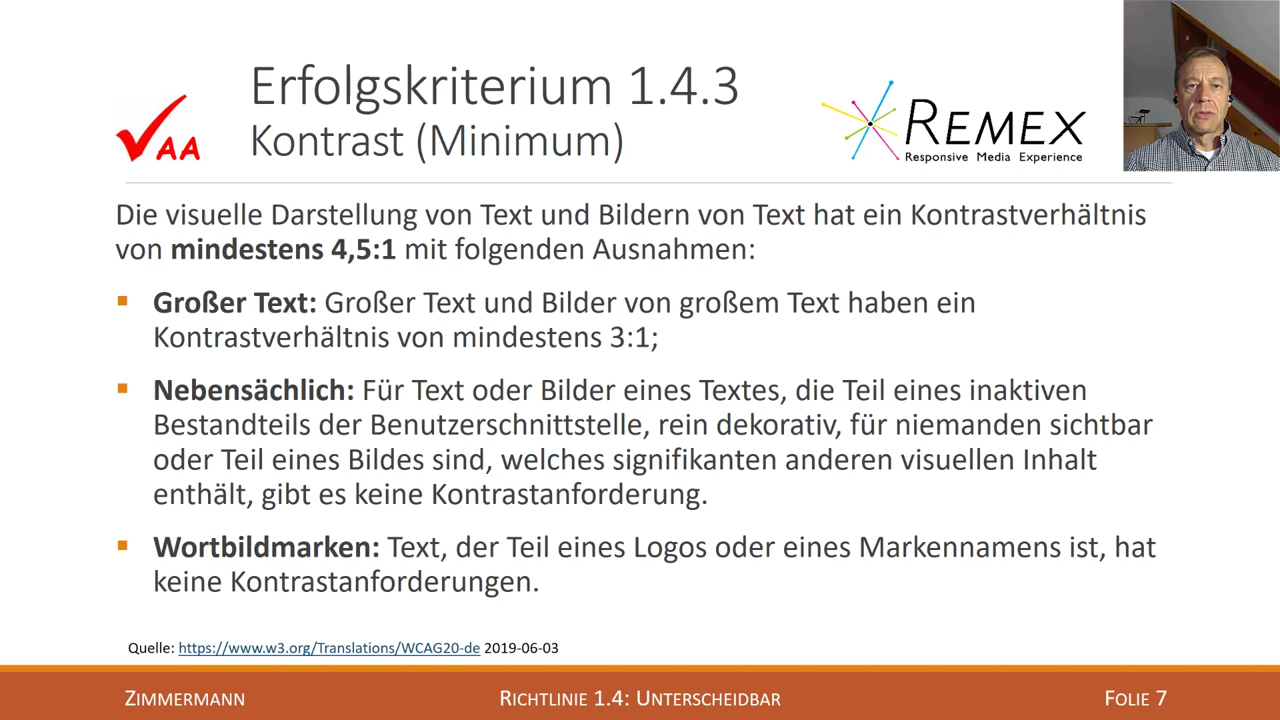 Erfolgskriterium 1.4.3
Kontrast (Minimum)
AA
REMEX
Responsive Media Experience
Die visuelle Darstellung von Text und Bildern von Text hat ein Kontrastverhältnis
von mindestens 4,5:1 mit folgenden Ausnahmen:
Großer Text: Großer Text und Bilder von großem Text haben ein
Kontrastverhältnis von mindestens 3:1;
Nebensächlich: Für Text oder Bilder eines Textes, die Teil eines inaktiven
Bestandteils der Benutzerschnittstelle, rein dekorativ, für niemanden sichtbar
oder Teil eines Bildes sind, welches signifikanten anderen visuellen Inhalt
enthält, gibt es keine Kontrastanforderung.
Wortbildmarken: Text, der Teil eines Logos oder eines Markennamens ist, hat
keine Kontrastanforderungen.
Quelle: https://www.w3.org/Translations/WCAG20-de 2019-06-03
ZIMMERMANN
RICHTLINIE 1.4: UNTERSCHEIDBAR
FOLIE 7